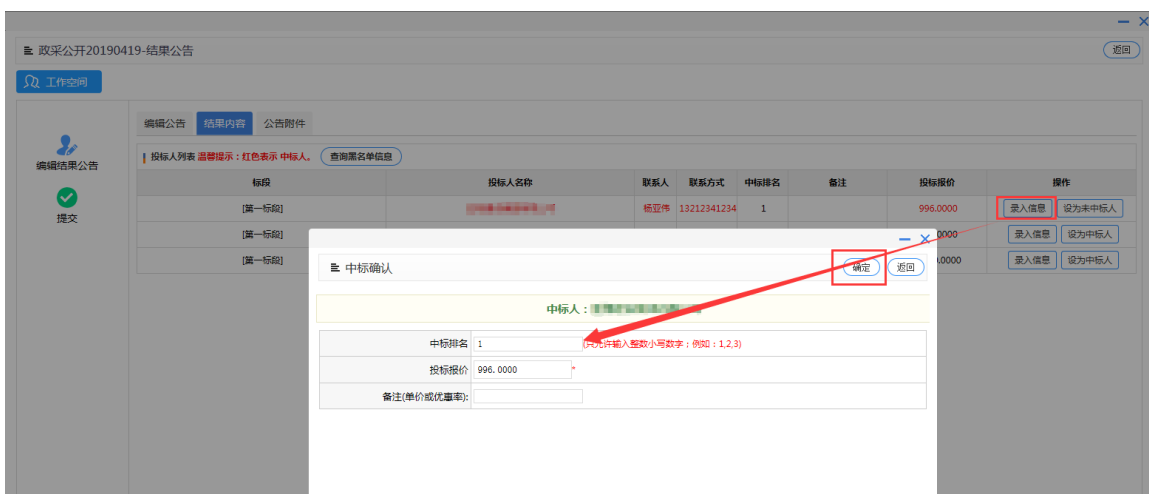 政采公开20190419-结果公告 返回
工作空间
编辑公告 结果内容 公告附件
编辑结果公告
提交
投标人列表 温馨提示：红色表示 中标人。 查询黑名单信息
标段 投标人名称 联系人 联系方式 中标排名 备注 投标报价 操作
[第一标段] 杨亚伟 13212341234 1 996.0000 录入信息 设为未中标人
[第一标段] 0000 录入信息 设为中标人
[第一标段] .0000 录入信息 设为中标人
中标确认 确定 返回
中标人：
中标排名 1 (只允许输入整数小写数字；例如：1,2,3)
投标报价 996.0000 *
备注(单价或优惠率):